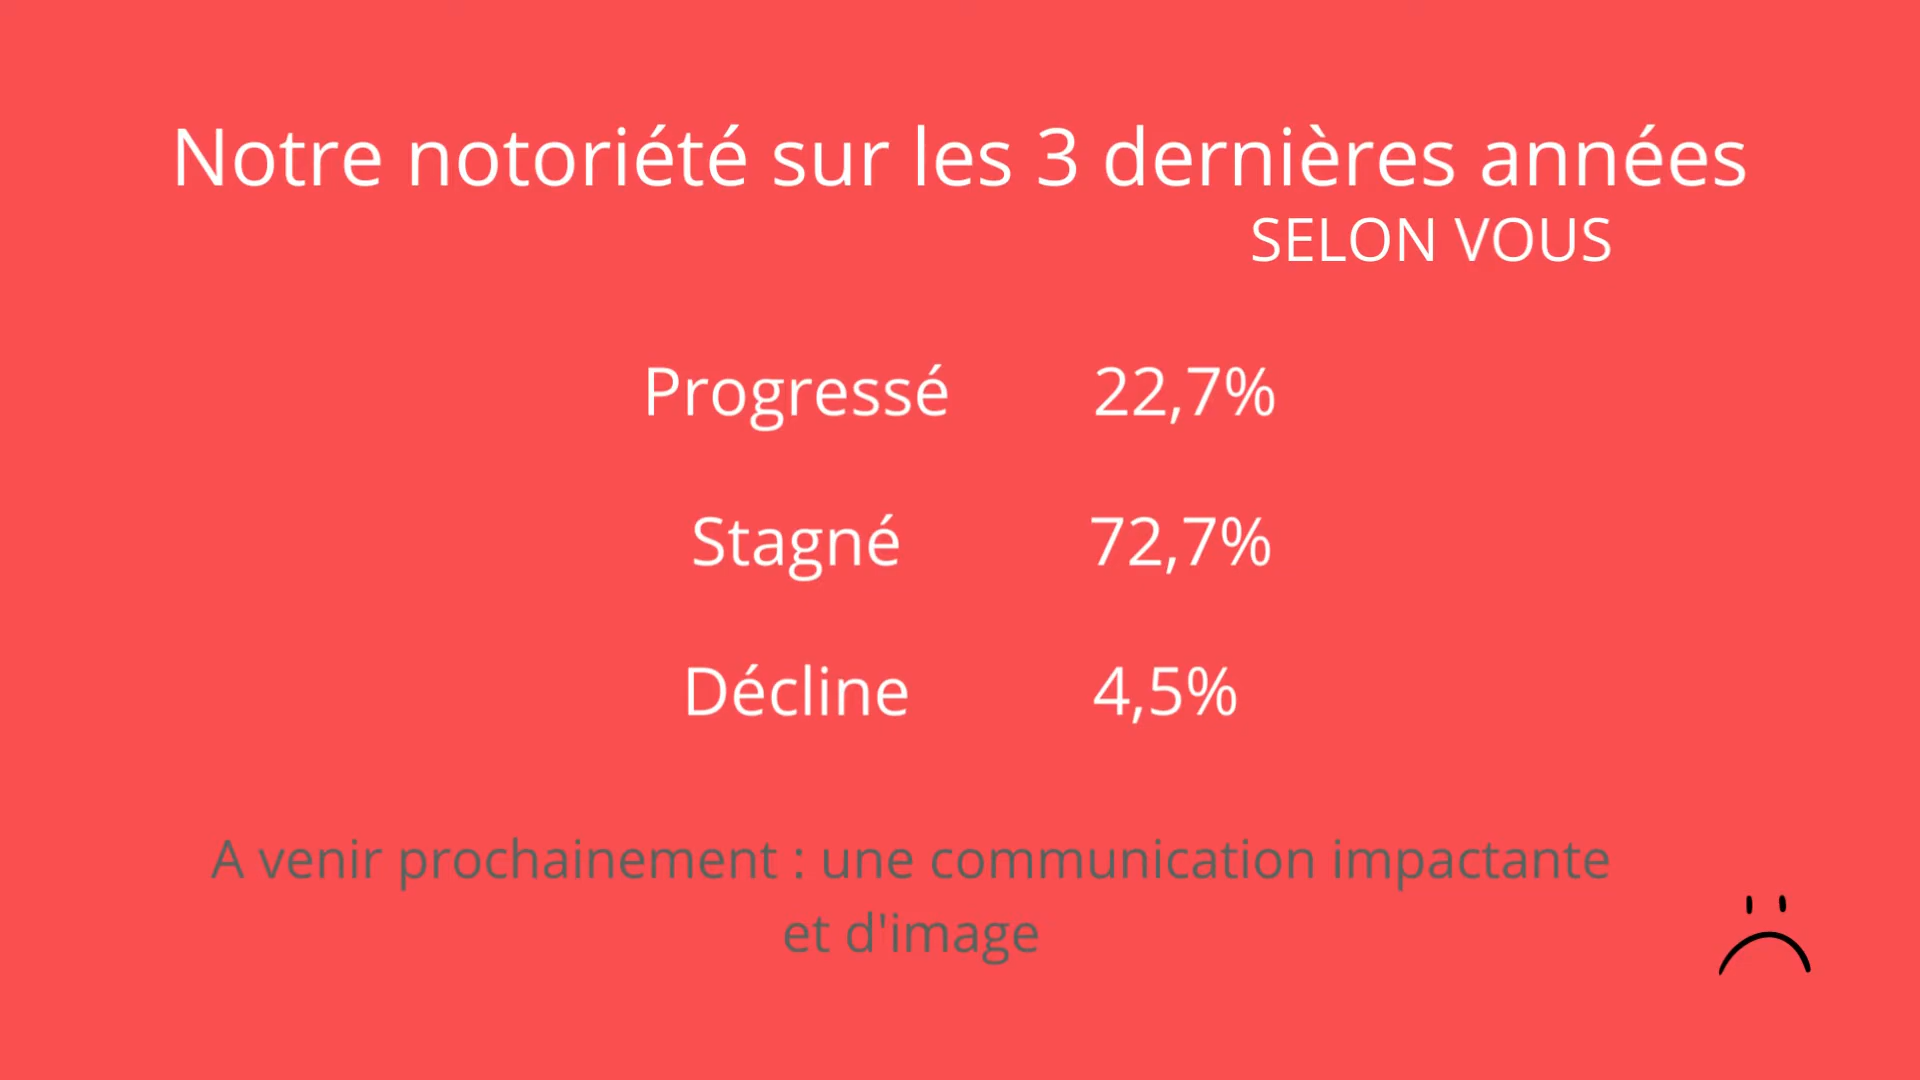 Notre notoriété sur les 3 dernières années
SELON VOUS
Progressé 22,7%
Stagné 72,7%
Décline 4,5%
A venir prochainement : une communication impactante
et d'image